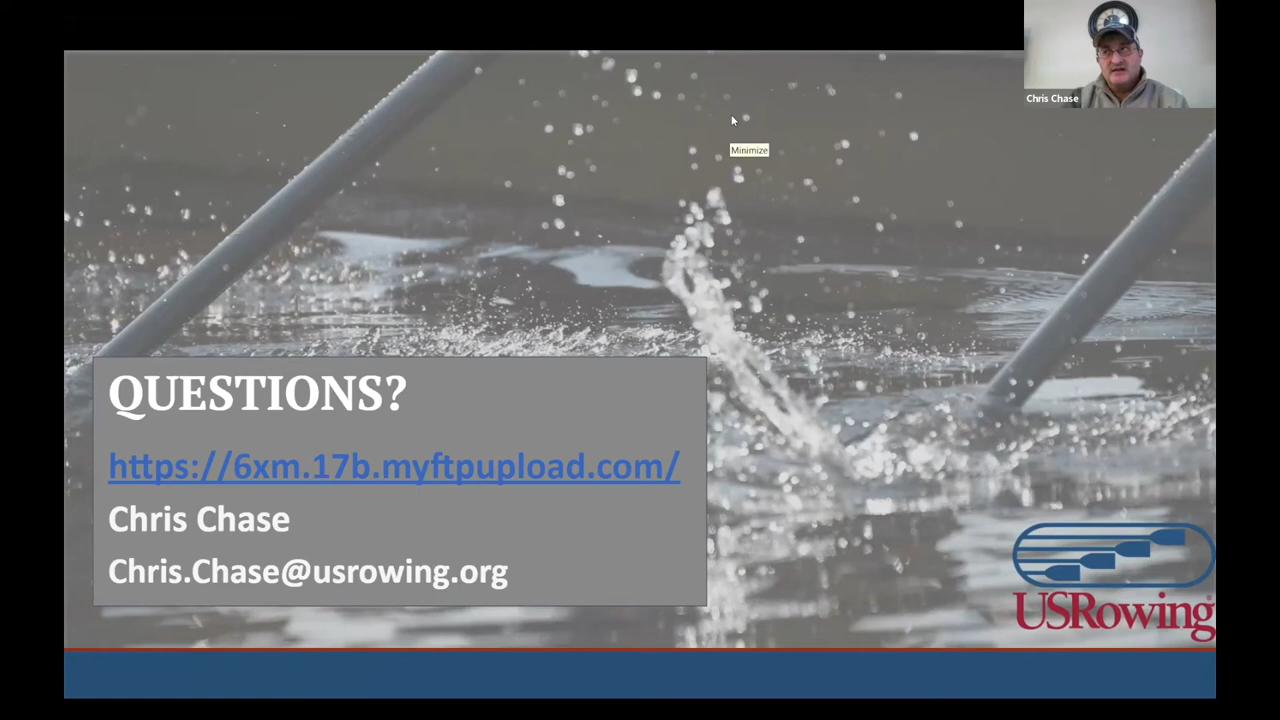 Chris Chase
Minimize
QUESTIONS?
https://6xm.17b.myftpupload.com/
Chris Chase
Chris.Chase@usrowing.org
USRowing